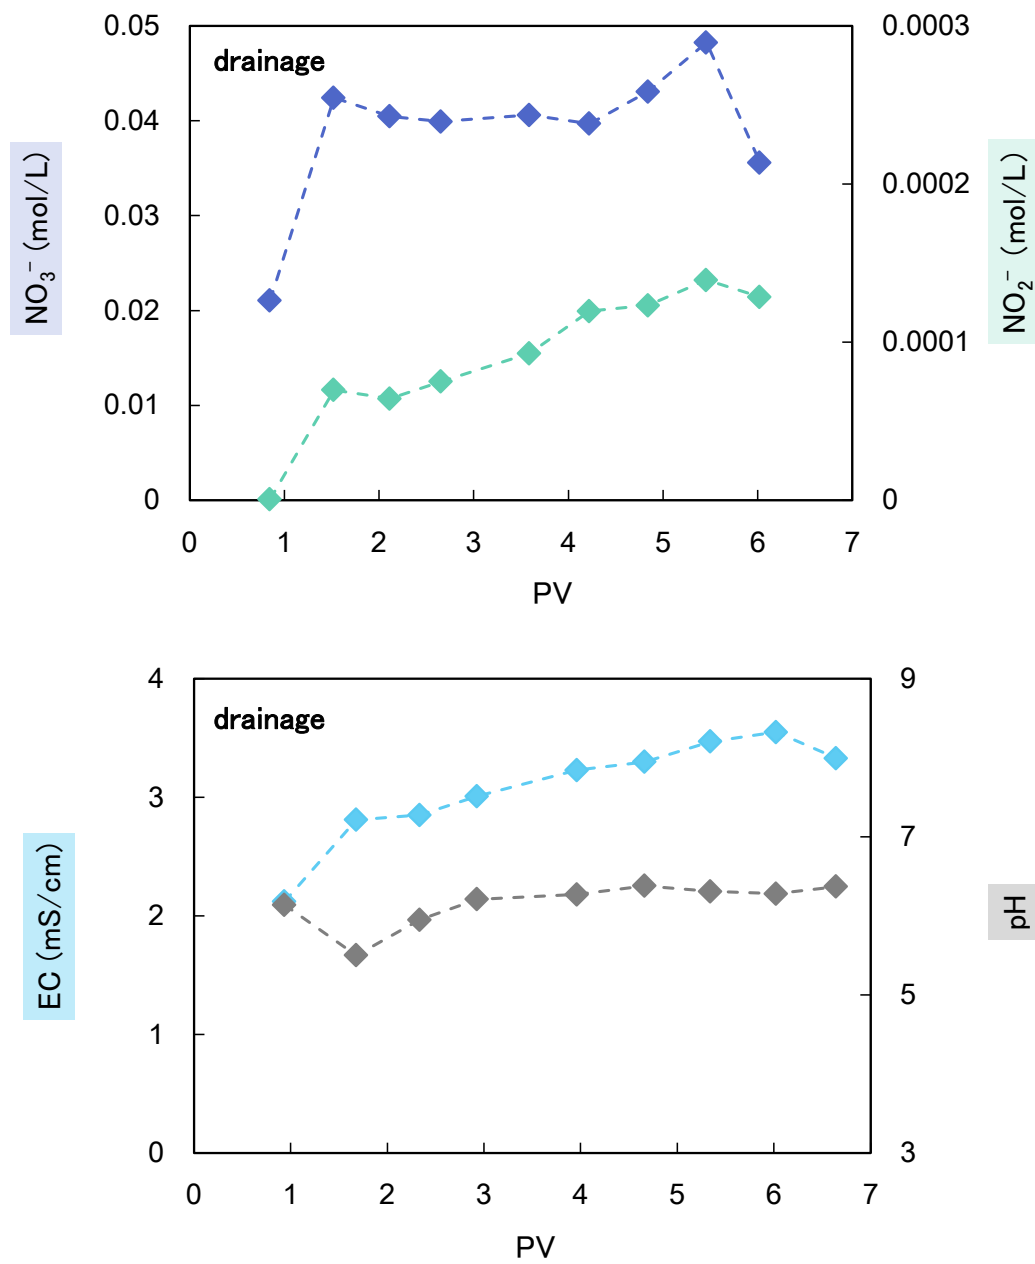 drainage
NO₃⁻ (mol/L)
0.05
0.04
0.03
0.02
0.01
0
0.0003
0.0002
0.0001
0
NO₂⁻ (mol/L)
0 1 2 3 4 5 6 7
PV
drainage
EC (mS/cm)
4
3
2
1
0
9
7
5
3
pH
0 1 2 3 4 5 6 7
PV